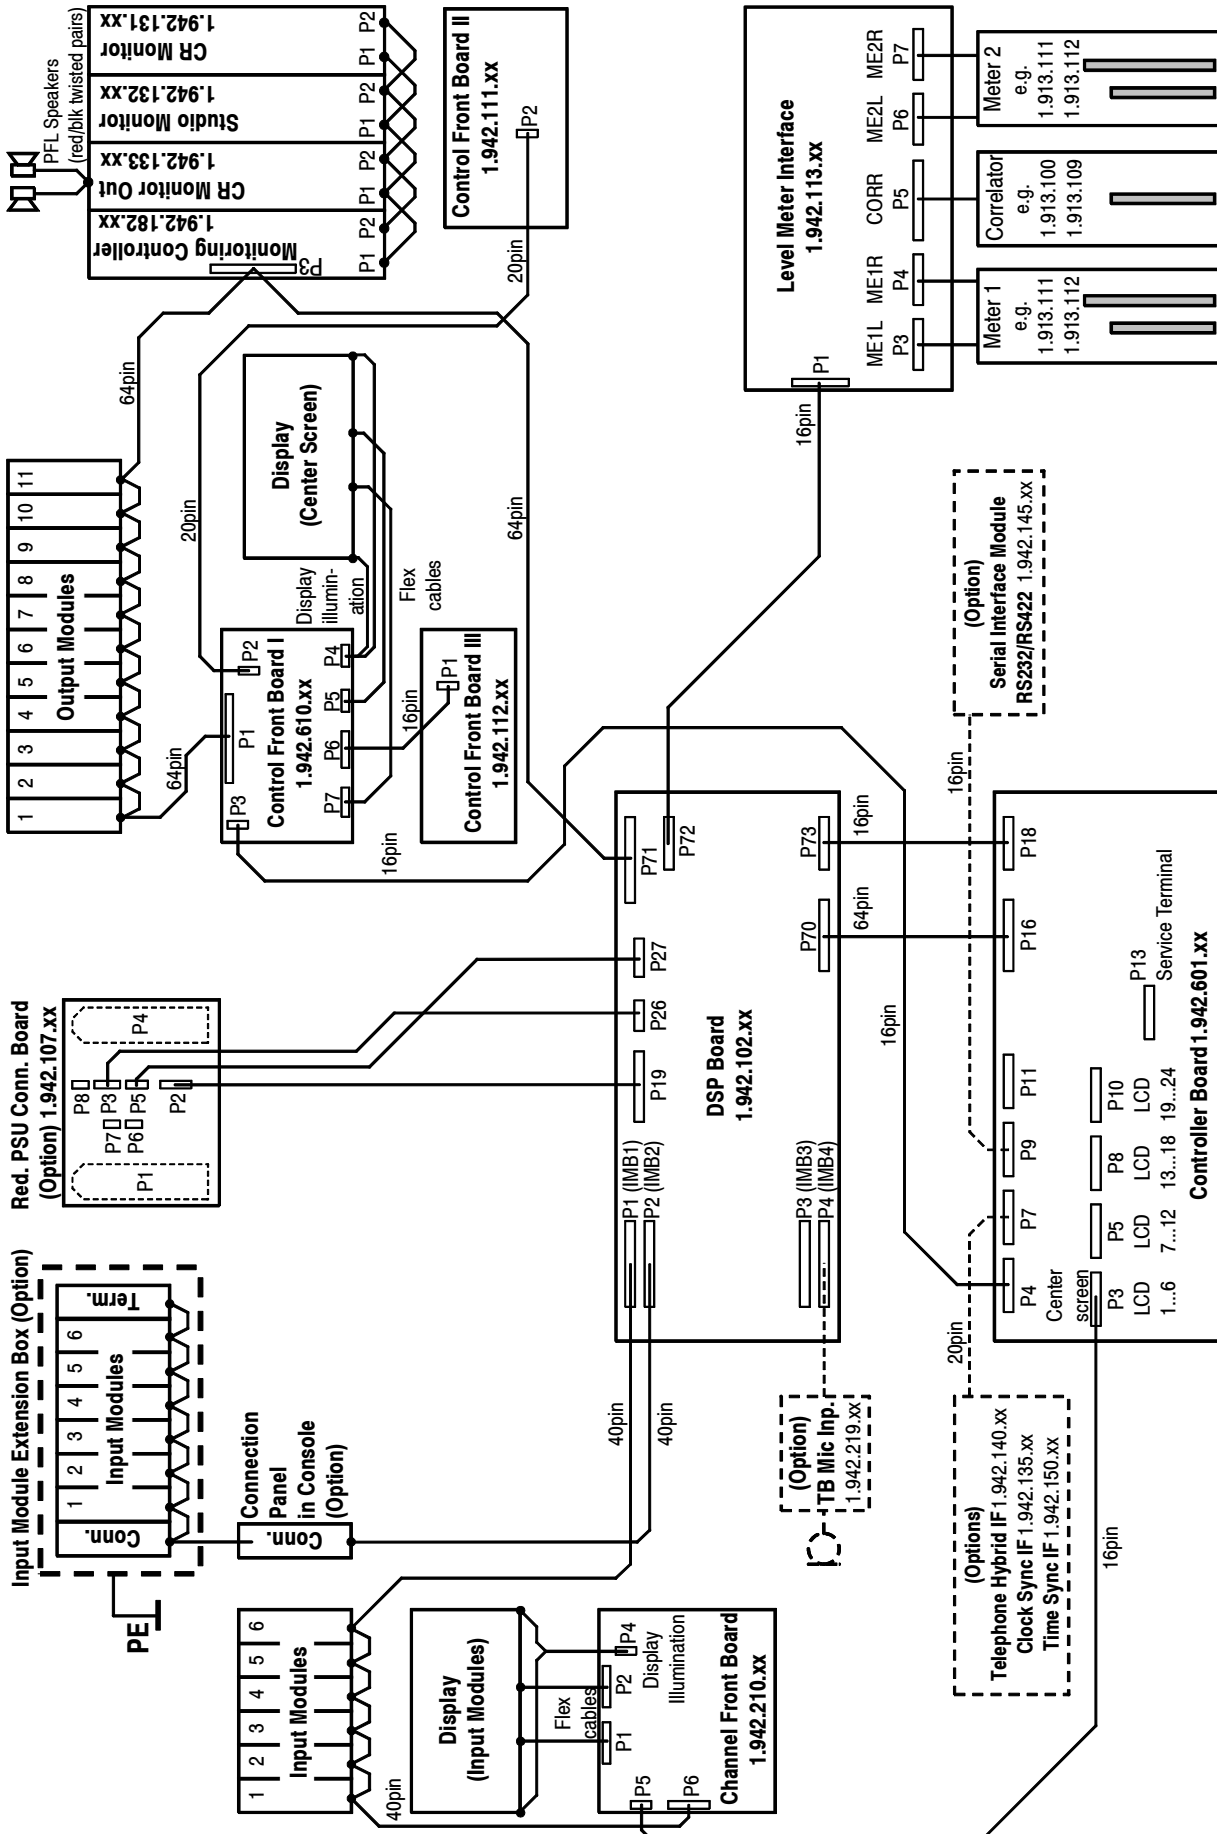 Input Module Extension Box (Option)
Conn.
1
2
3
4
5
6
Input Modules
Term.
PE
Connection
Panel
in Console
(Option)
Conn.
Red. PSU Conn. Board
(Option) 1.942.107.xx
P1
P4
P8
P7
P3
P6
P5
P2
1
2
3
4
5
6
7
8
9
10
11
Output Modules
64pin
64pin
PFL Speakers
(red/blk twisted pairs)
Monitoring Controller
1.942.182.xx
P3
P1
P2
CR Monitor Out
1.942.133.xx
P1
P2
Studio Monitor
1.942.132.xx
P1
P2
CR Monitor
1.942.131.xx
P1
P2
1
2
3
4
5
6
Input Modules
40pin
Display
(Input Modules)
Flex
cables
P1
P2
P4
Display
Illumination
P5
P6
Channel Front Board
1.942.210.xx
20pin
P3
P1
P2
Control Front Board I
1.942.610.xx
P7
P6
P5
P4
Display
illumin-
ation
Flex
cables
Display
(Center Screen)
16pin
16pin
P1
Control Front Board III
1.942.112.xx
Control Front Board II
1.942.111.xx
P2
20pin
64pin
40pin
40pin
P1 (IMB1)
P2 (IMB2)
P19
P26
P27
P71
P72
DSP Board
1.942.102.xx
P3 (IMB3)
P4 (IMB4)
P70
P73
(Option)
TB Mic Inp.
1.942.219.xx
64pin
16pin
16pin
16pin
P1
Level Meter Interface
1.942.113.xx
ME1L
P3
ME1R
P4
CORR
P5
ME2L
P6
ME2R
P7
Meter 1
e.g.
1.913.111
1.913.112
Correlator
e.g.
1.913.100
1.913.109
Meter 2
e.g.
1.913.111
1.913.112
(Option)
Serial Interface Module
RS232/RS422 1.942.145.xx
16pin
(Options)
Telephone Hybrid IF 1.942.140.xx
Clock Sync IF 1.942.135.xx
Time Sync IF 1.942.150.xx
20pin
16pin
P4
Center
screen
P7
P9
P11
P16
P18
P3
LCD
1...6
P5
LCD
7...12
P8
LCD
13...18
P10
LCD
19...24
P13
Service Terminal
Controller Board 1.942.601.xx